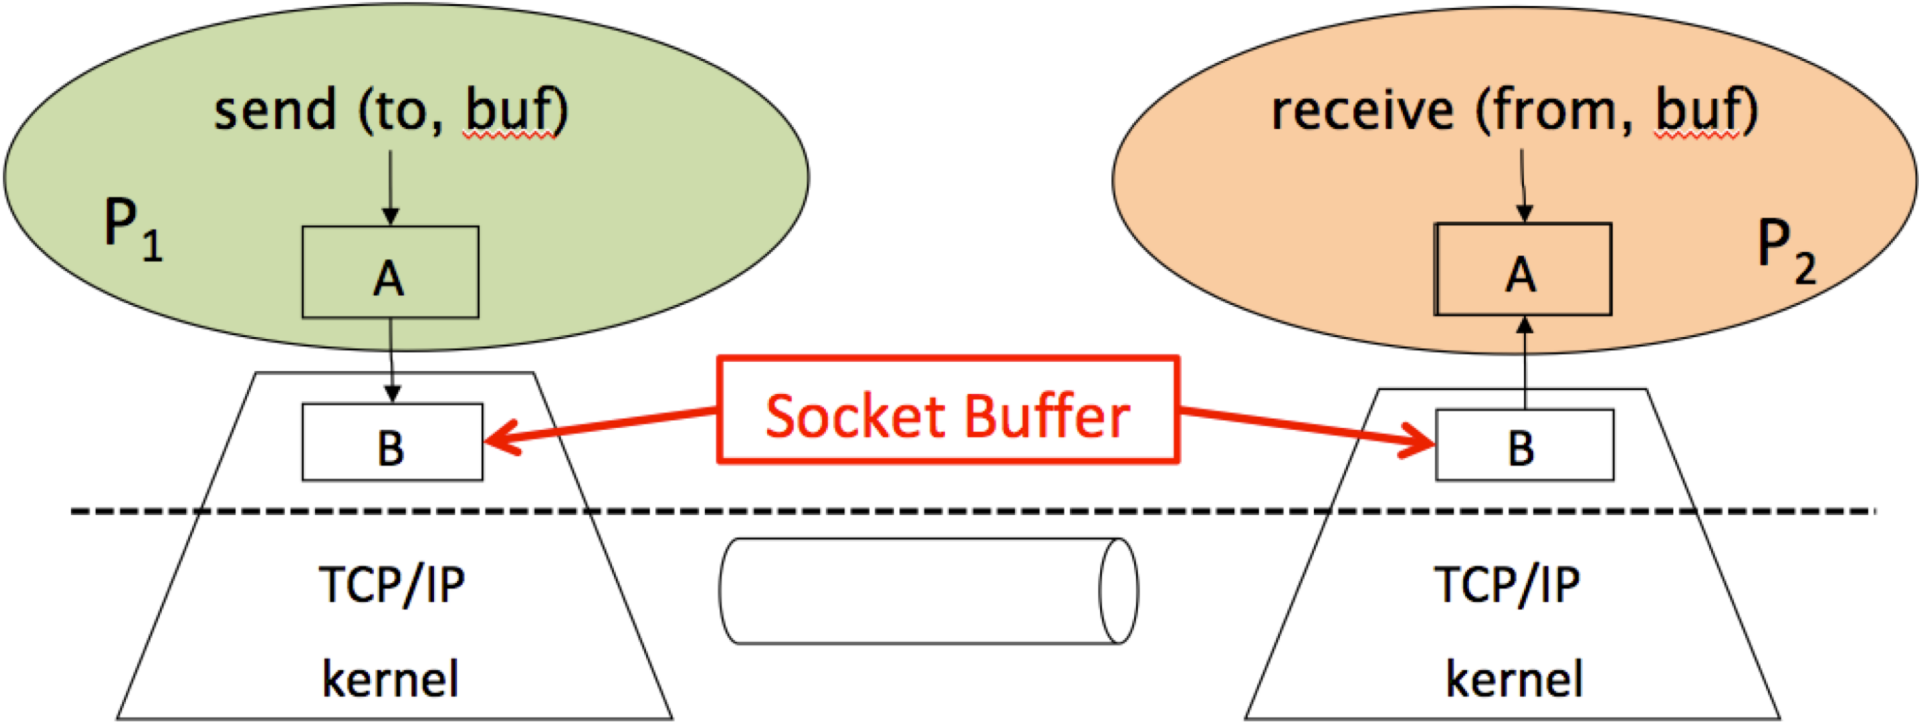 send (to, buf)
P1
A
B
TCP/IP
kernel
Socket Buffer
receive (from, buf)
A
P2
B
TCP/IP
kernel